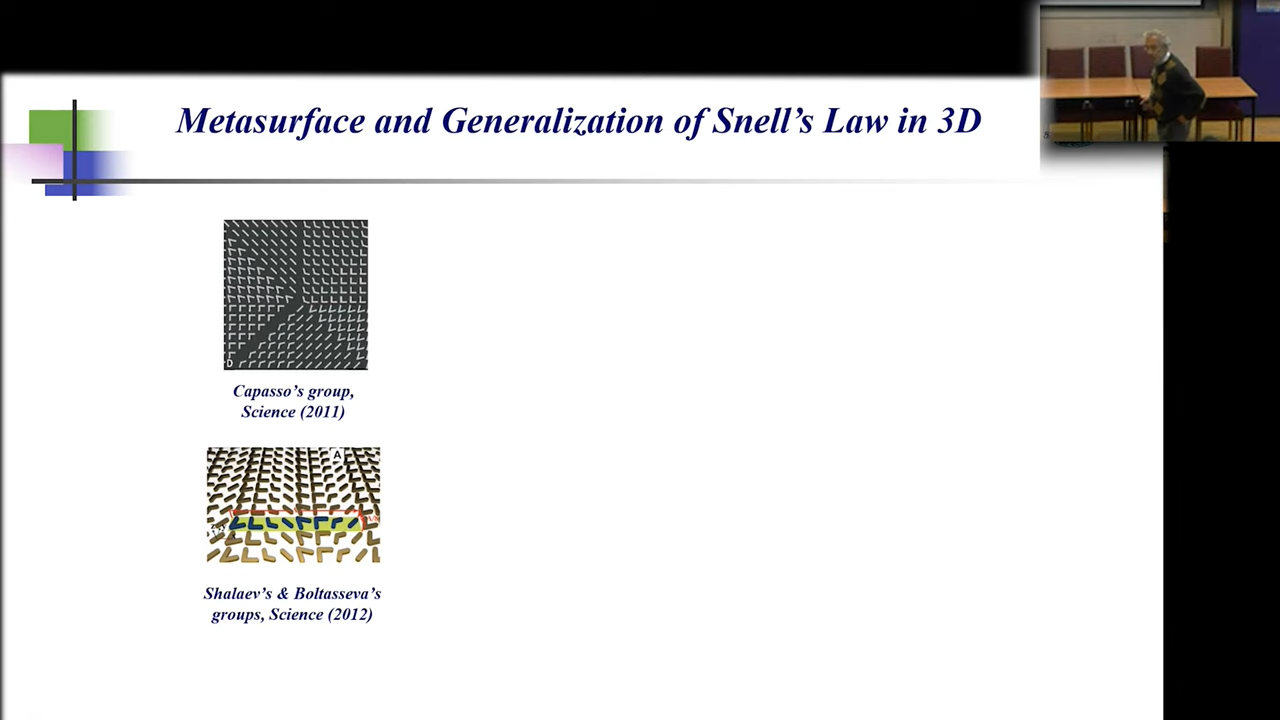 Metasurface and Generalization of Snell's Law in 3D
D
Capasso's group,
Science (2011)
A
Shalaev's & Boltasseva's
groups, Science (2012)